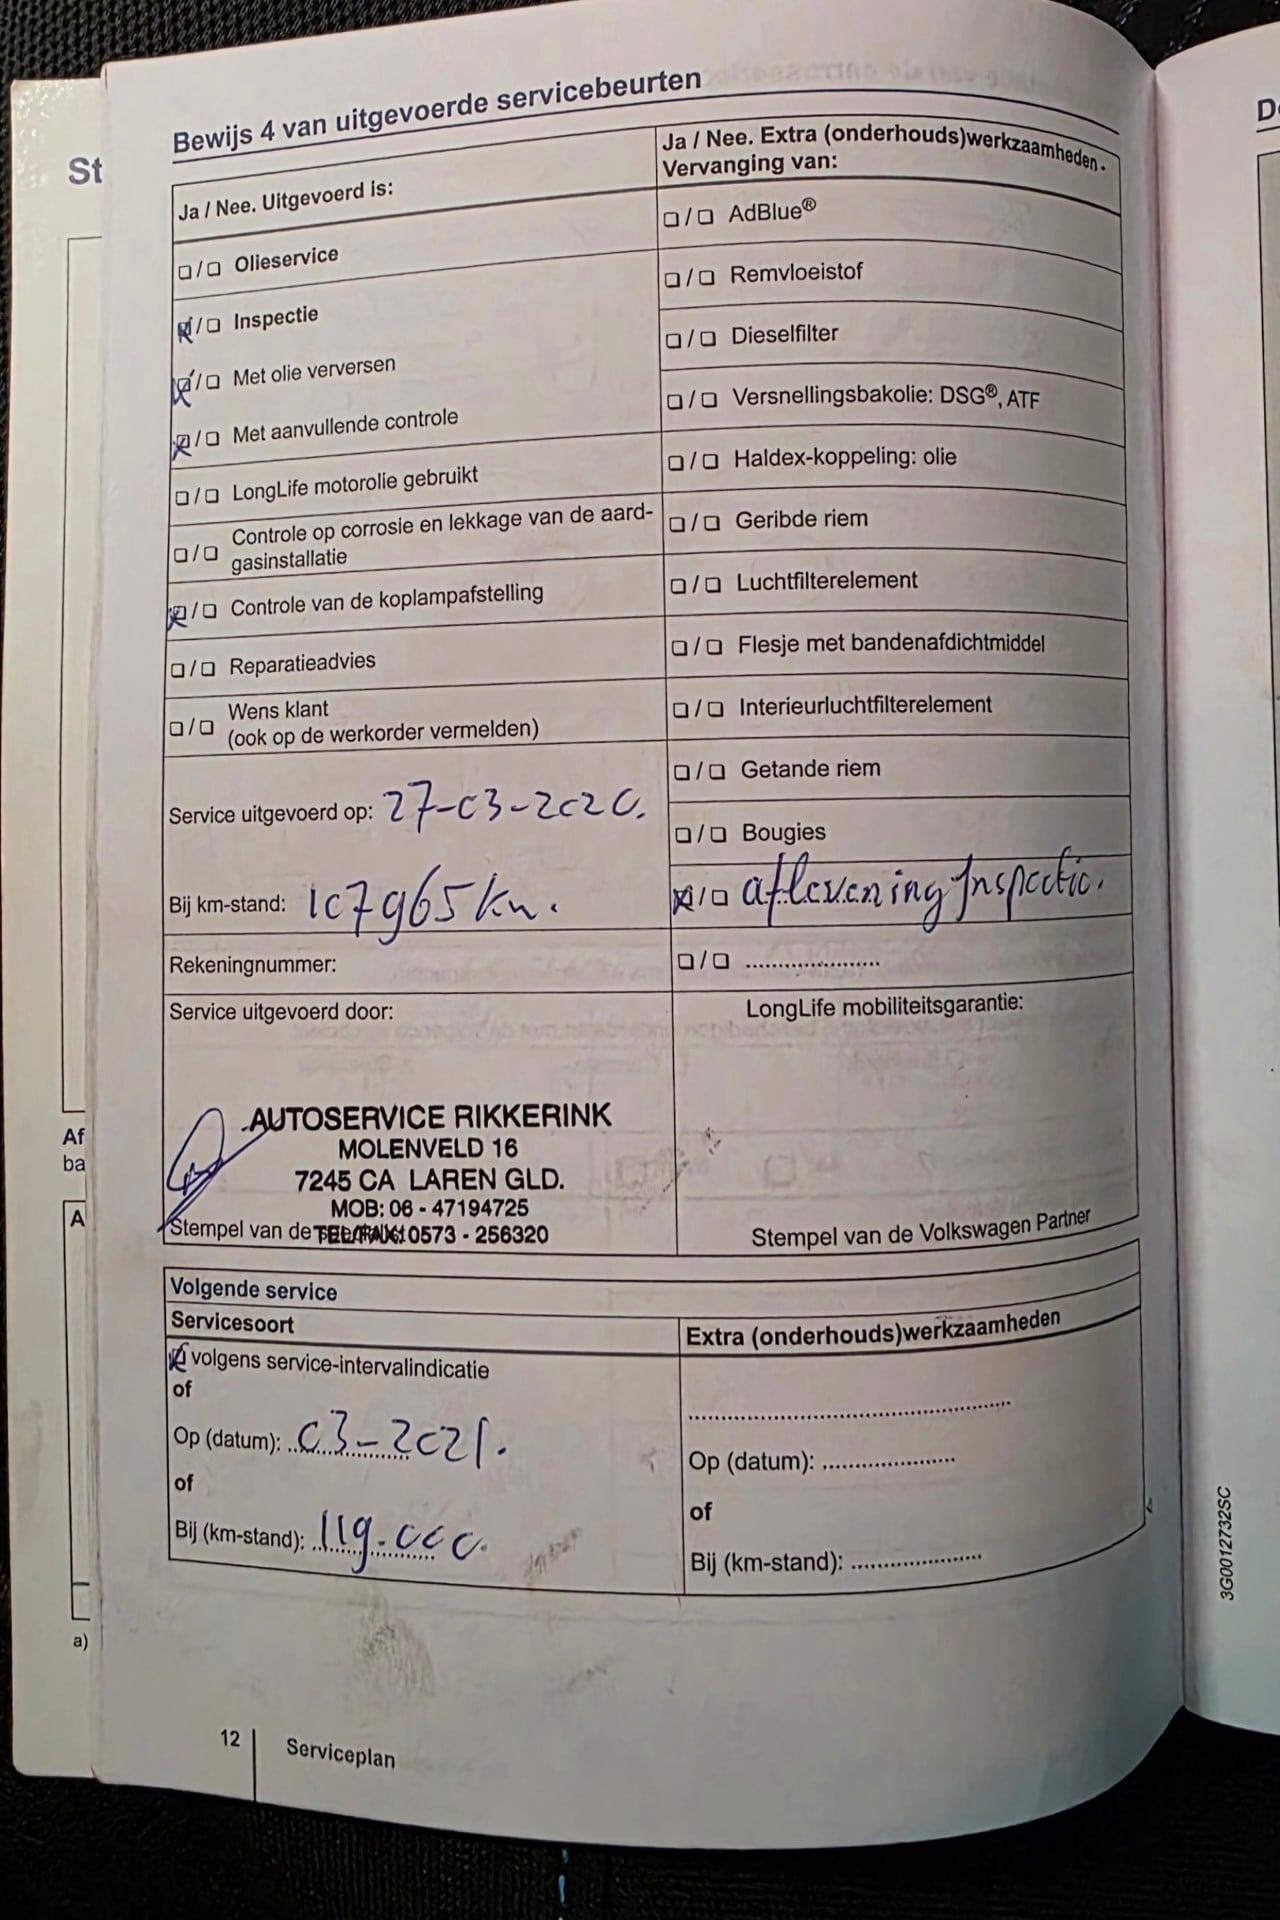 St
Af
ba
A
a)
Bewijs 4 van uitgevoerde servicebeurten
Ja / Nee. Uitgevoerd is:
☐ / ☐ Olieservice
☒ / ☐ Inspectie
☒ / ☐ Met olie verversen
☒ / ☐ Met aanvullende controle
☐ / ☐ LongLife motorolie gebruikt
☐ / ☐ Controle op corrosie en lekkage van de aard-
gasinstallatie
☒ / ☐ Controle van de koplampafstelling
☐ / ☐ Reparatieadvies
☐ / ☐ Wens klant
(ook op de werkorder vermelden)
Service uitgevoerd op: 27-03-2020.
Bij km-stand: 107965 km.
Rekeningnummer:
Service uitgevoerd door:
AUTOSERVICE RIKKERINK
MOLENVELD 16
7245 CA LAREN GLD.
MOB: 06 - 47194725
Stempel van de
TEL/FAX: 0573 - 256320
Ja / Nee. Extra (onderhouds)werkzaamheden -
Vervanging van:
☐ / ☐ AdBlue®
☐ / ☐ Remvloeistof
☐ / ☐ Dieselfilter
☐ / ☐ Versnellingsbakolie: DSG®, ATF
☐ / ☐ Haldex-koppeling: olie
☐ / ☐ Geribde riem
☐ / ☐ Luchtfilterelement
☐ / ☐ Flesje met bandenafdichtmiddel
☐ / ☐ Interieurluchtfilterelement
☐ / ☐ Getande riem
☐ / ☐ Bougies
☒ / ☐ aflevering Inspectie.
☐ / ☐ ....................
LongLife mobiliteitsgarantie:
Stempel van de Volkswagen Partner
Volgende service
Servicesoort
☒ volgens service-intervalindicatie
of
Op (datum): 03-2021.
of
Bij (km-stand): 119.000.
Extra (onderhouds)werkzaamheden
..................................................
Op (datum): ....................
of
Bij (km-stand): ....................
12
Serviceplan
D
3G0012732SC